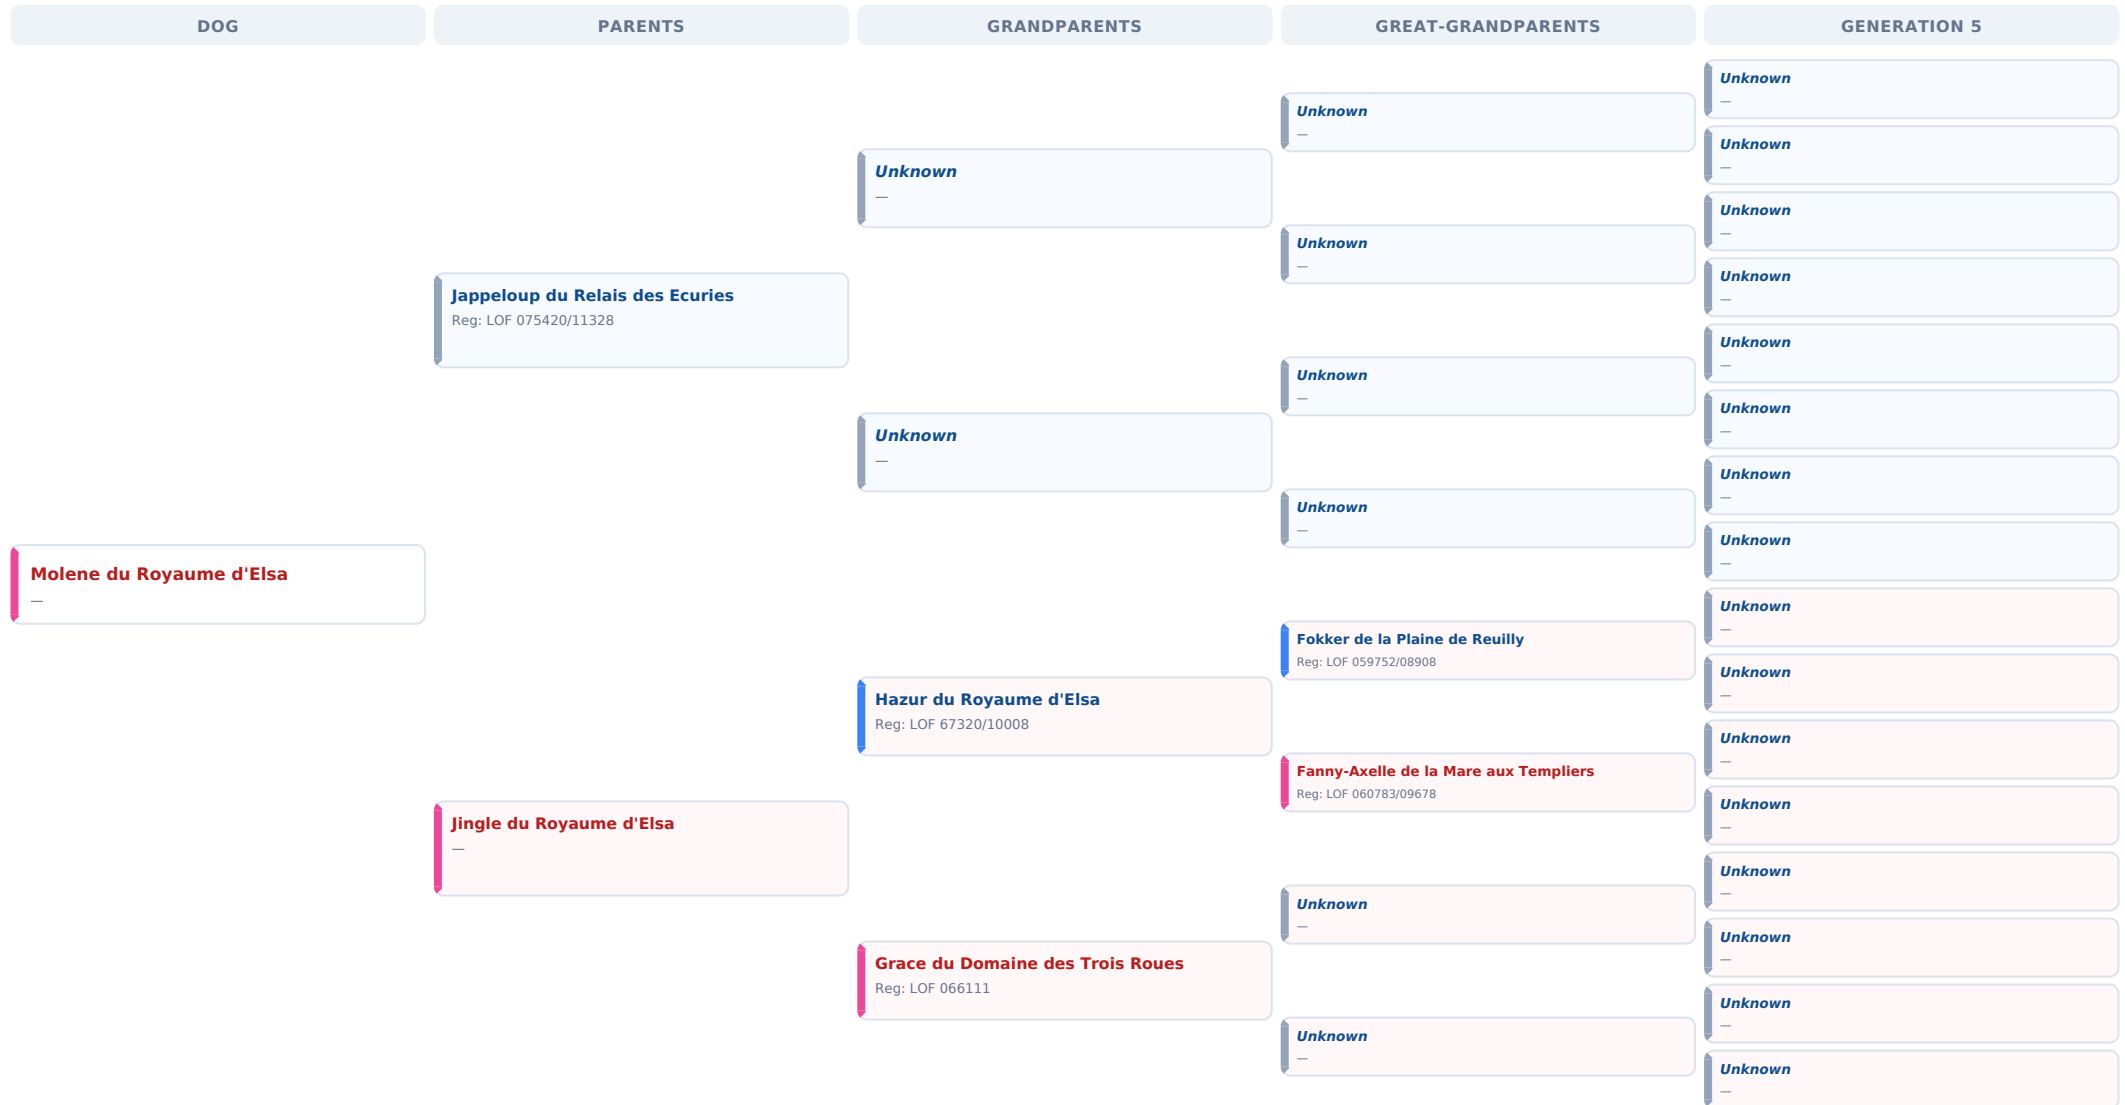 DOG
PARENTS
GRANDPARENTS
GREAT-GRANDPARENTS
GENERATION 5
Molene du Royaume d'Elsa
—
Jappeloup du Relais des Ecuries
Reg: LOF 075420/11328
Jingle du Royaume d'Elsa
—
Unknown
—
Unknown
—
Hazur du Royaume d'Elsa
Reg: LOF 67320/10008
Grace du Domaine des Trois Roues
Reg: LOF 066111
Unknown
—
Unknown
—
Unknown
—
Unknown
—
Fokker de la Plaine de Reuilly
Reg: LOF 059752/08908
Fanny-Axelle de la Mare aux Templiers
Reg: LOF 060783/09678
Unknown
—
Unknown
—
Unknown
—
Unknown
—
Unknown
—
Unknown
—
Unknown
—
Unknown
—
Unknown
—
Unknown
—
Unknown
—
Unknown
—
Unknown
—
Unknown
—
Unknown
—
Unknown
—
Unknown
—
Unknown
—